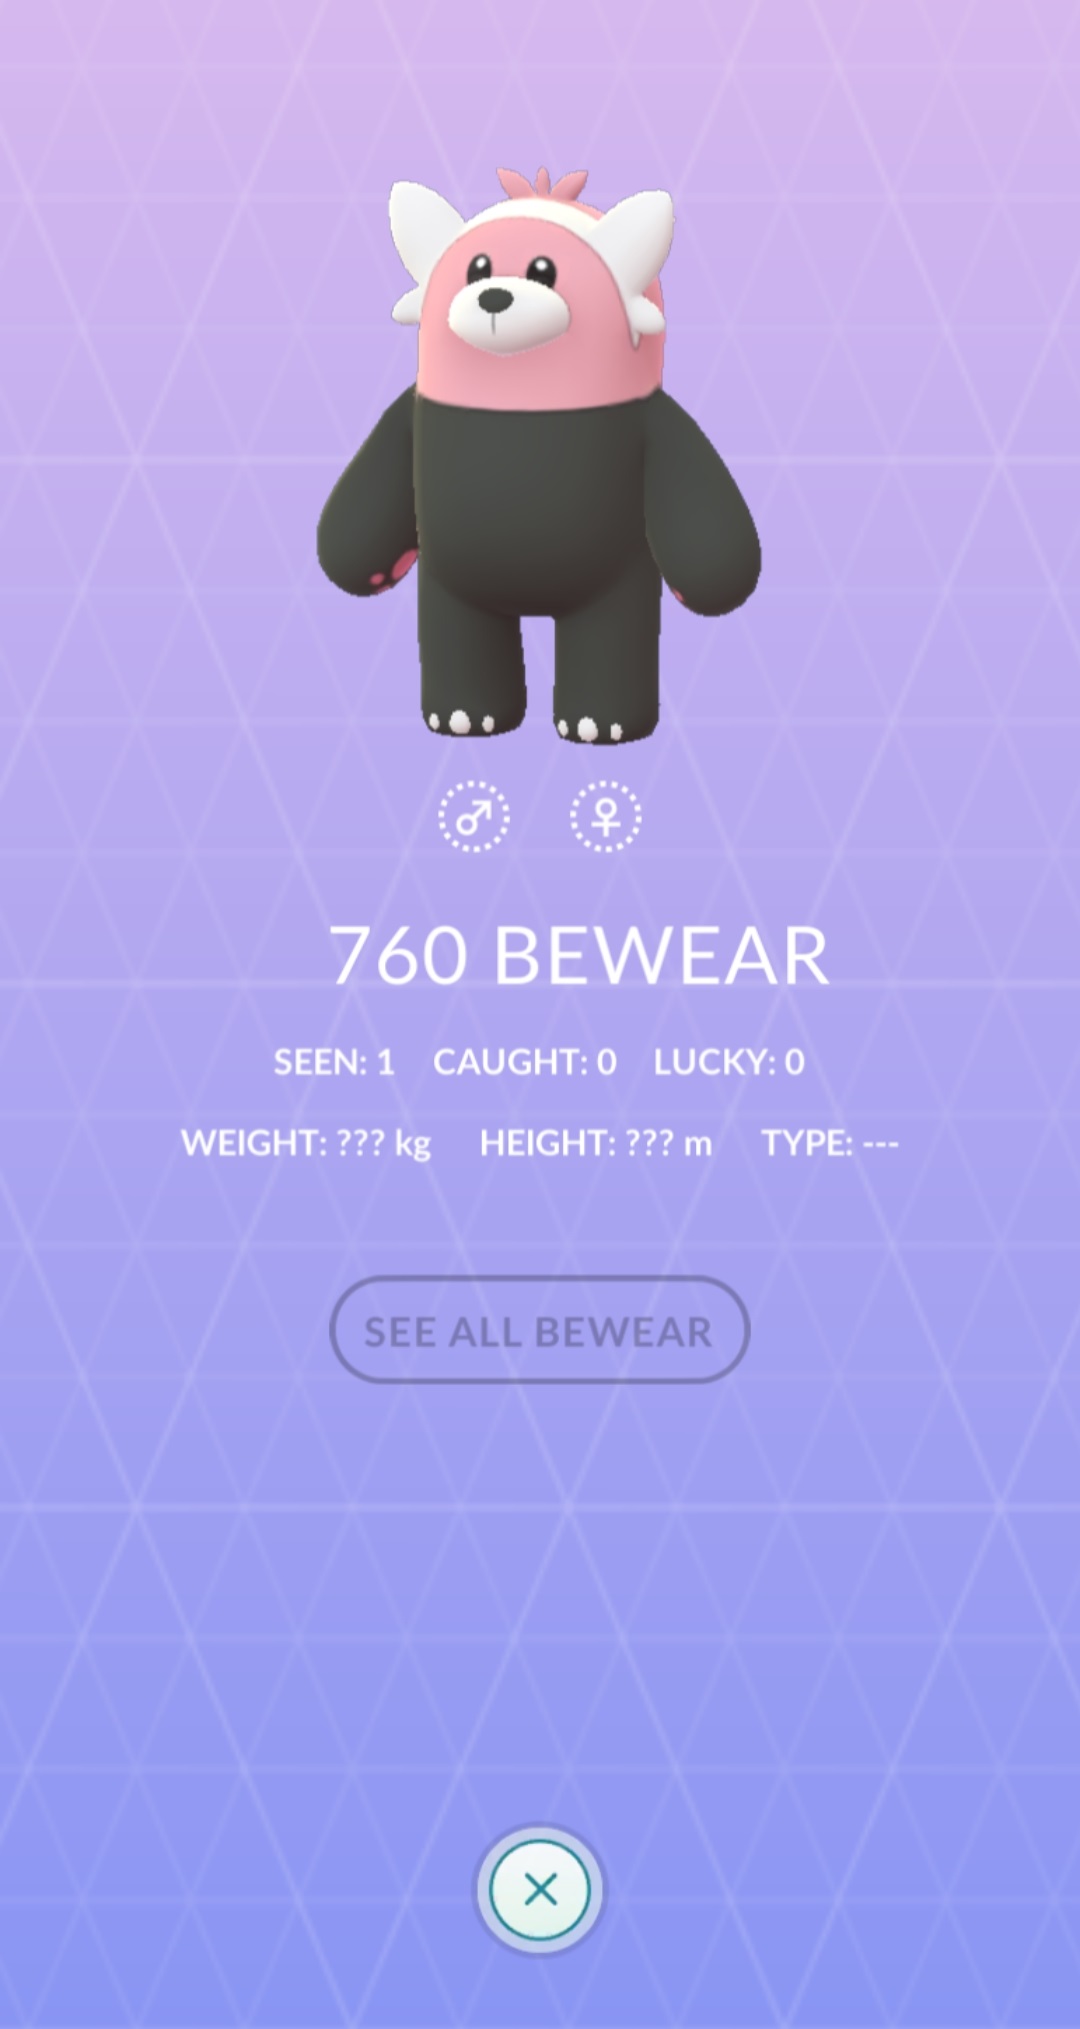 760 BEWEAR
SEEN: 1 CAUGHT: 0 LUCKY: 0
WEIGHT: ??? kg HEIGHT: ??? m TYPE: ---
SEE ALL BEWEAR